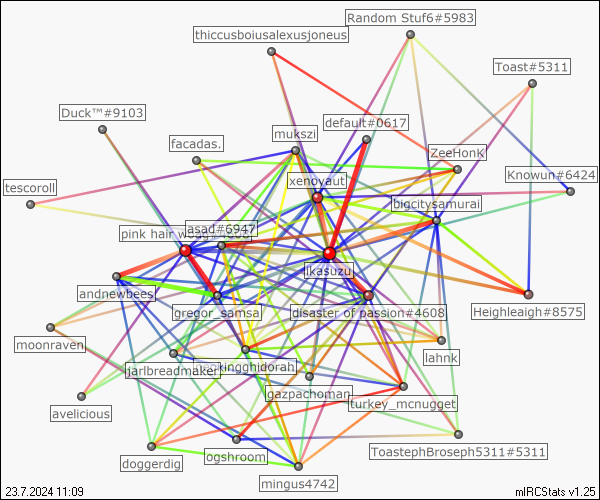 Random Stuf6#5983
thiccusboiusalexusjoneus
Toast#5311
Duck™#9103
default#0617
mukszi
facadas.
ZeeHonk
xenoyaut
Knowun#6424
tescoroll
bigcitysamurai
pink hair
asad#6947
Ilkasuzu
andnewbees
gregor_samsa
disaster of passion#4608
Heighleaigh#8575
moonraven
lahnk
jarlbreadmaker
kingghidorah
gazpachoman
turkey_mcnugget
avelicious
ToastephBroseph5311#5311
doggerdig
ogshroom
mingus4742
23.7.2024 11:09
mIRCStats v1.25